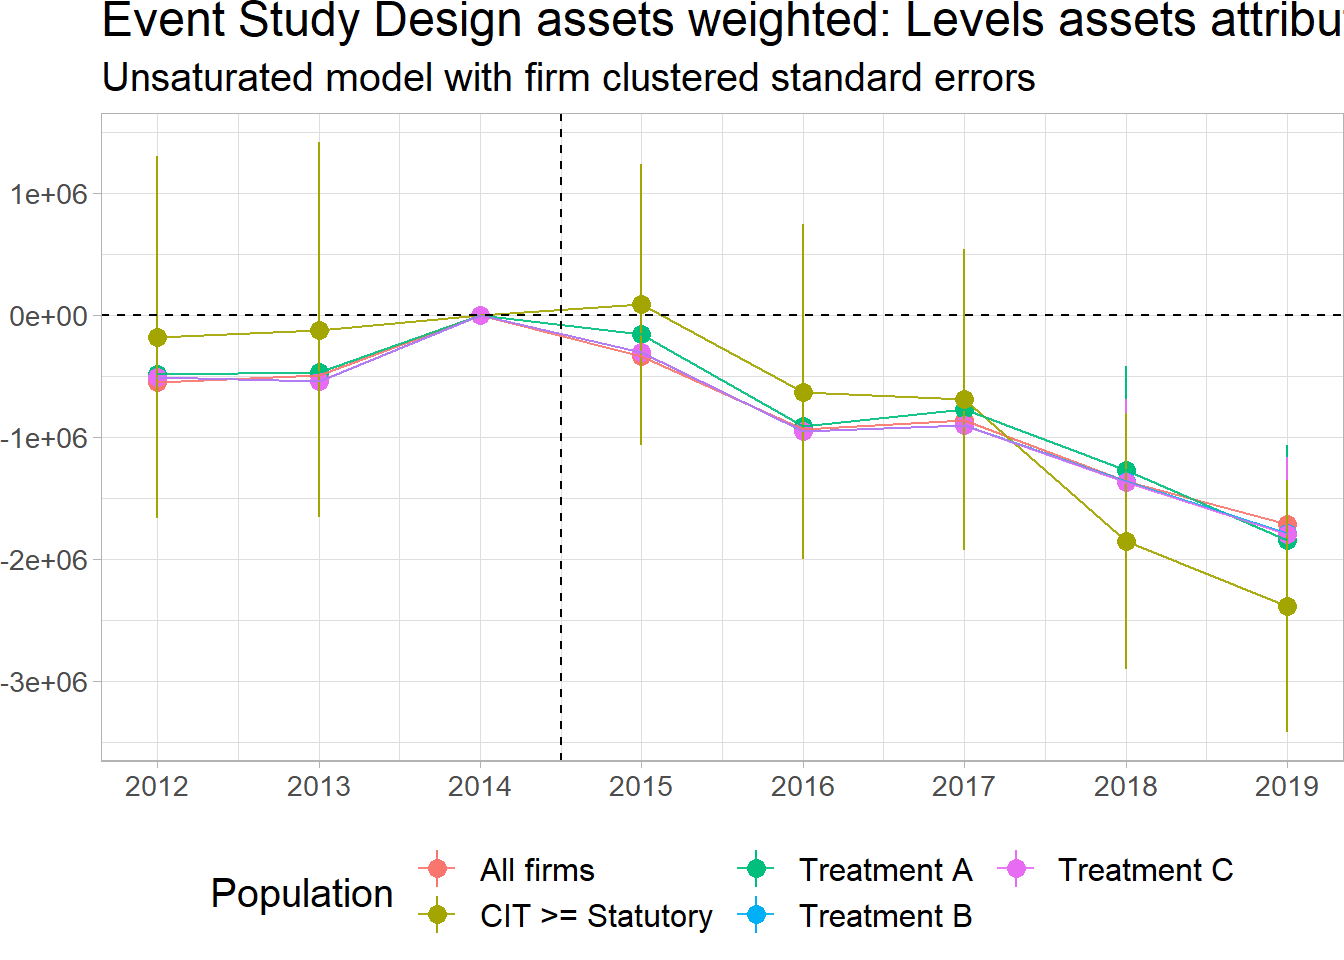 Event Study Design assets weighted: Levels assets
Unsaturated model with firm clustered standard errors
1e+06
0e+00
-1e+06
-2e+06
-3e+06
2012 2013 2014 2015 2016 2017 2018 2019
Population
All firms Treatment A Treatment C
CIT >= Statutory Treatment B